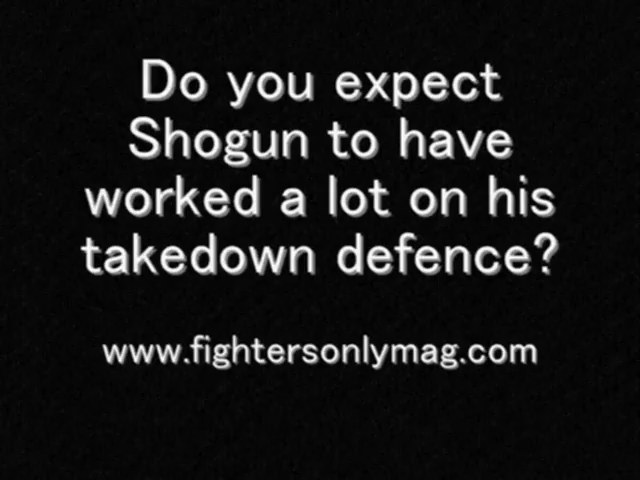 Do you expect
Shogun to have
worked a lot on his
takedown defence?
www.fightersonlymag.com